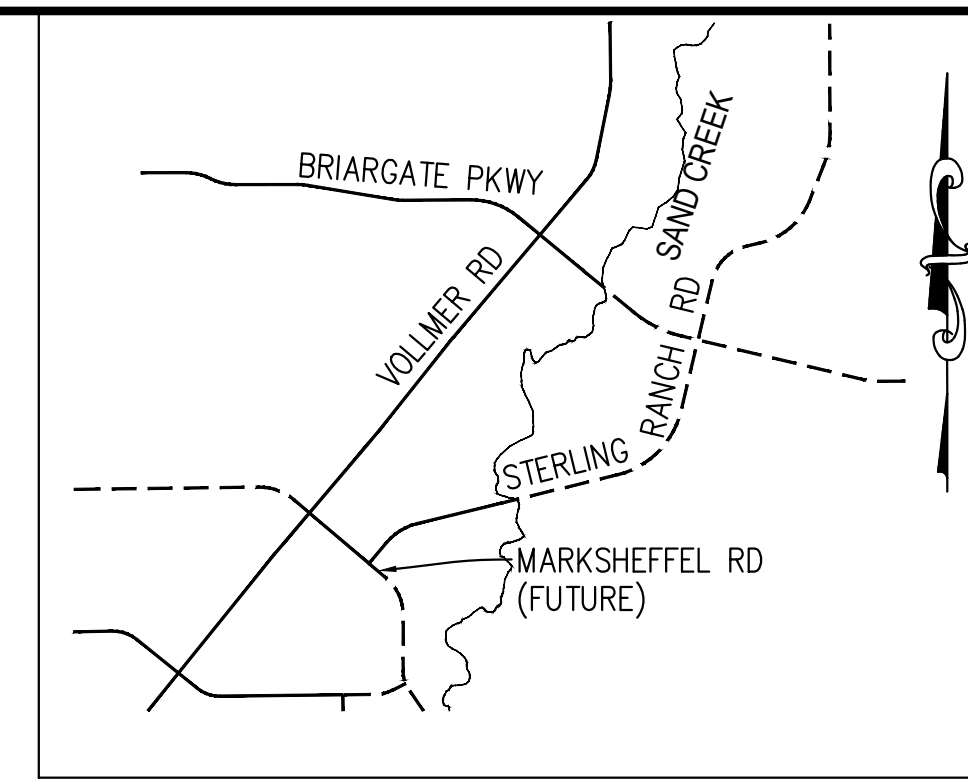 BRIARGATE PKWY
SAND CREEK
VOLLMER RD
STERLING RANCH RD
MARKSHEFFEL RD
(FUTURE)